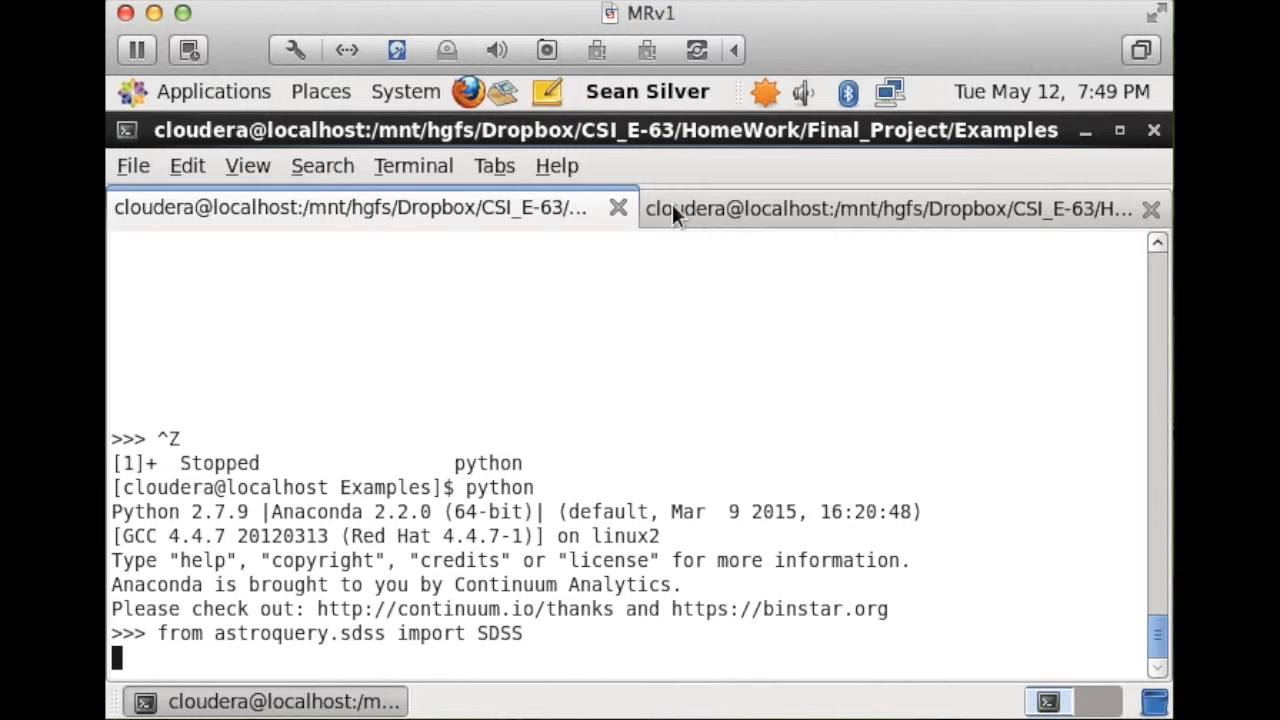 MRv1
Applications Places System Sean Silver Tue May 12, 7:49 PM
cloudera@localhost:/mnt/hgfs/Dropbox/CSI_E-63/HomeWork/Final_Project/Examples
File Edit View Search Terminal Tabs Help
cloudera@localhost:/mnt/hgfs/Dropbox/CSI_E-63/... cloudera@localhost:/mnt/hgfs/Dropbox/CSI_E-63/H...
>>> ^Z
[1]+  Stopped                 python
[cloudera@localhost Examples]$ python
Python 2.7.9 |Anaconda 2.2.0 (64-bit)| (default, Mar  9 2015, 16:20:48)
[GCC 4.4.7 20120313 (Red Hat 4.4.7-1)] on linux2
Type "help", "copyright", "credits" or "license" for more information.
Anaconda is brought to you by Continuum Analytics.
Please check out: http://continuum.io/thanks and https://binstar.org
>>> from astroquery.sdss import SDSS
cloudera@localhost:/m...